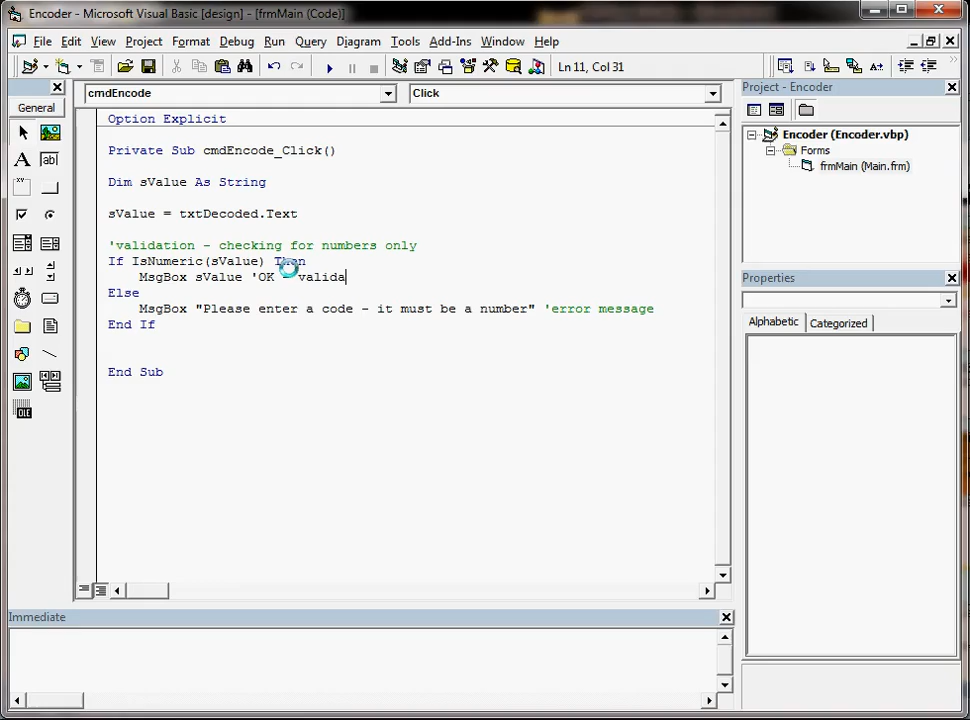 Encoder - Microsoft Visual Basic [design] - [frmMain (Code)]
File Edit View Project Format Debug Run Query Diagram Tools Add-Ins Window Help
Ln 11, Col 31
General
cmdEncode Click
Option Explicit
Private Sub cmdEncode_Click()
Dim sValue As String
sValue = txtDecoded.Text
'validation - checking for numbers only
If IsNumeric(sValue) Then
MsgBox sValue 'OK - valida
Else
MsgBox "Please enter a code - it must be a number" 'error message
End If
End Sub
Project - Encoder
Encoder (Encoder.vbp)
Forms
frmMain (Main.frm)
Properties
Alphabetic Categorized
Immediate
A ab|
xv
OLE